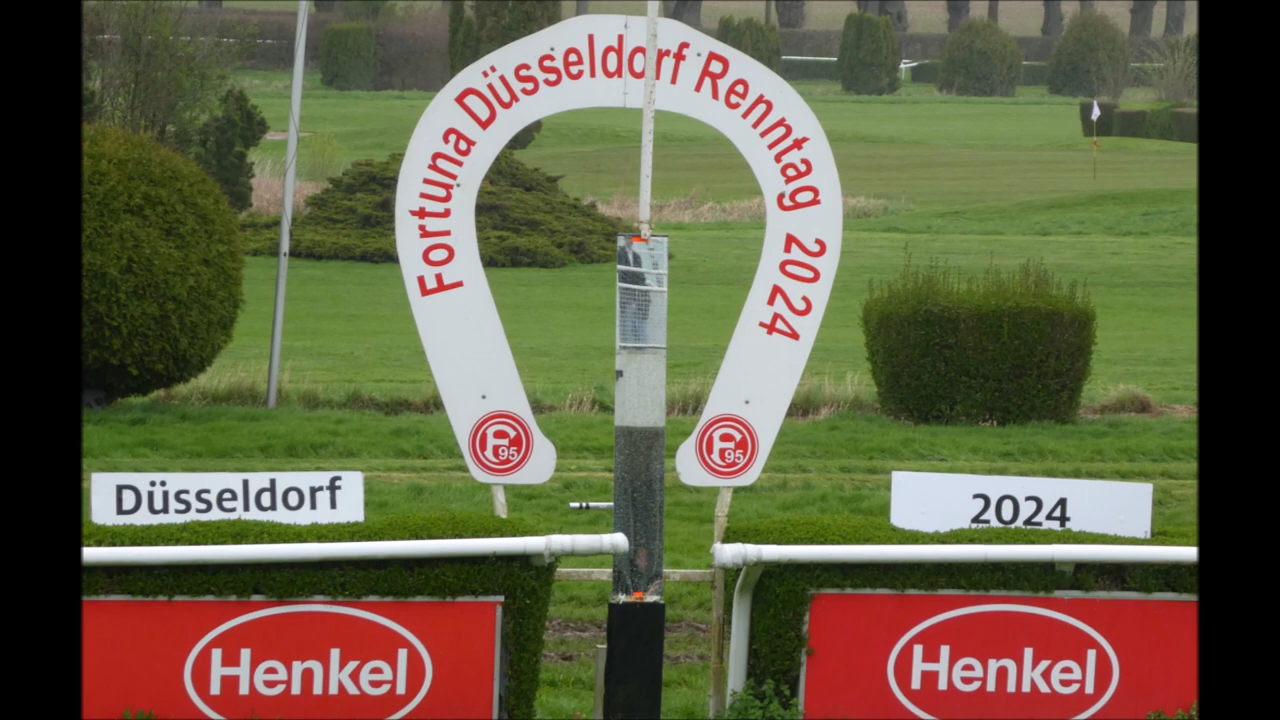 Fortuna Düsseldorf Renntag 2024
F 95
F 95
Düsseldorf
2024
Henkel
Henkel